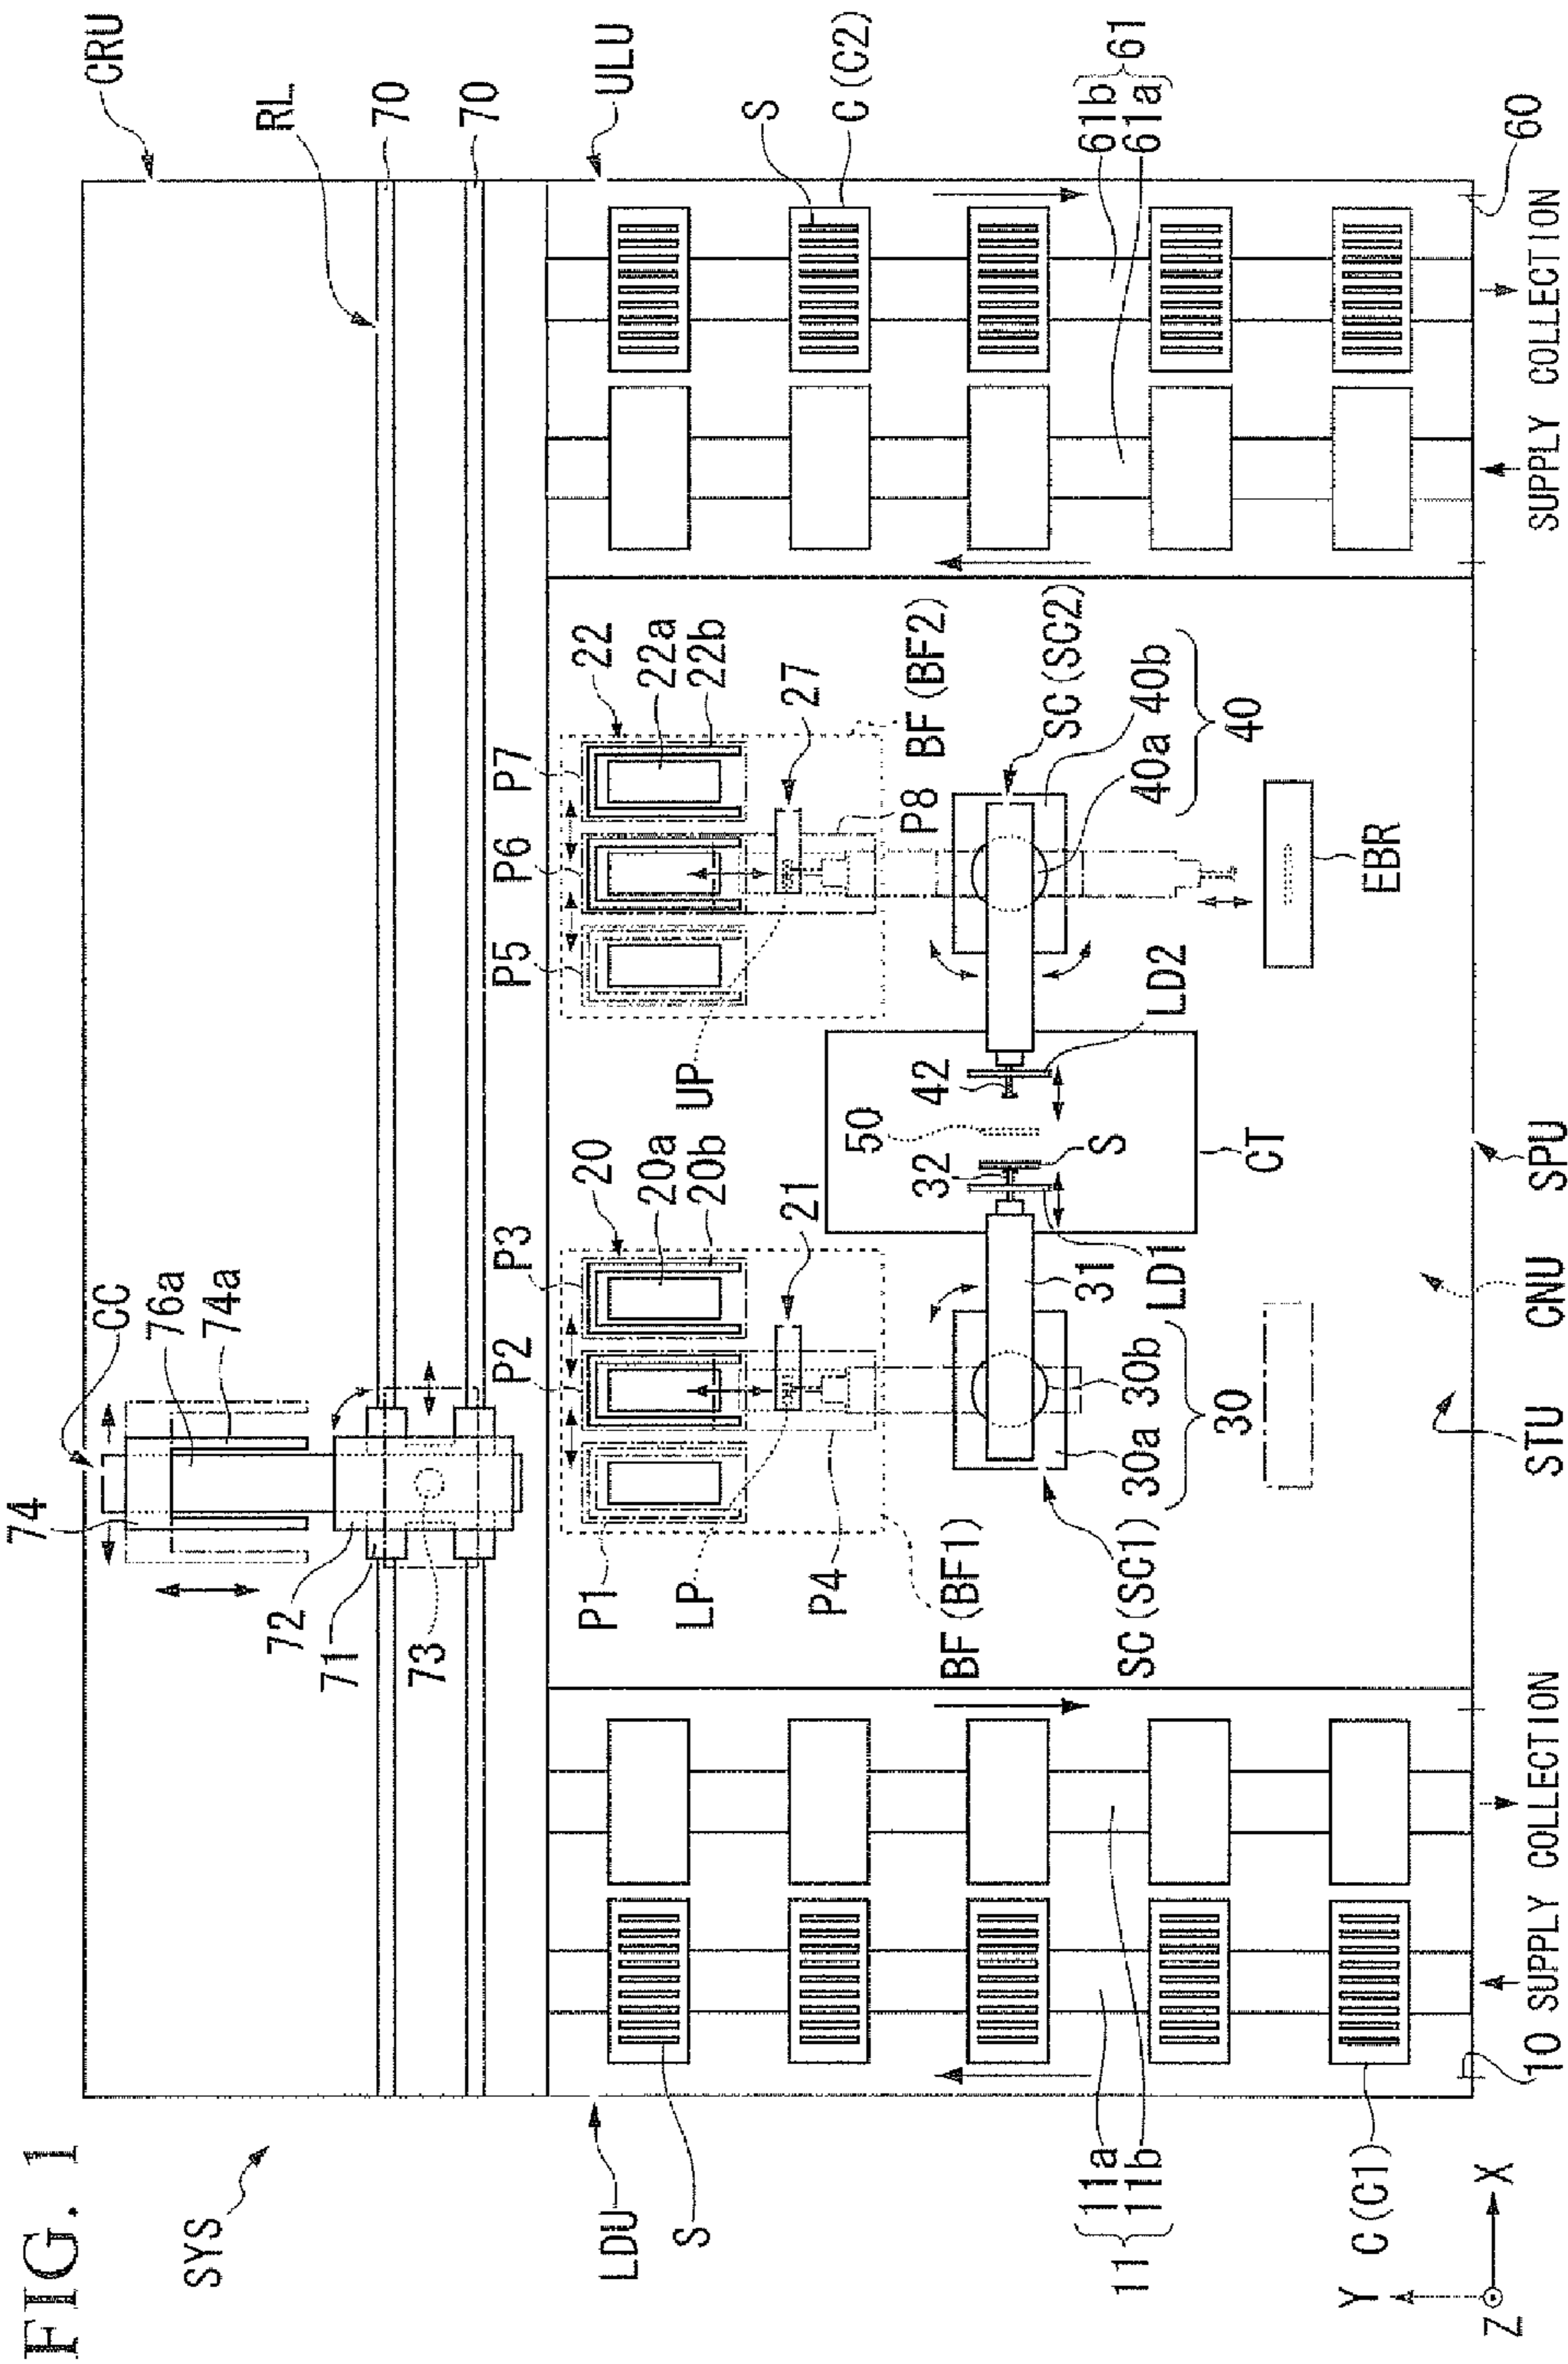 FIG. 1
SYS
CRU
RL
70
70
ULU
CC
76a
74a
74
72
71
73
LDU
S
11a
11b
11
C(C1)
10
SUPPLY COLLECTION
P1
P2
P3
20
20a
20b
21
LP
P4
BF(BF1)
SC(SC1)
30a
30b
30
31
LD1
32
S
50
42
LD2
CT
P5
P6
P7
22
22a
22b
27
UP
P8
BF(BF2)
SC(SC2)
40a
40b
40
EBR
STU
CNU
SPU
S
C(C2)
61b
61a
61
60
SUPPLY COLLECTION
Y
Z
X